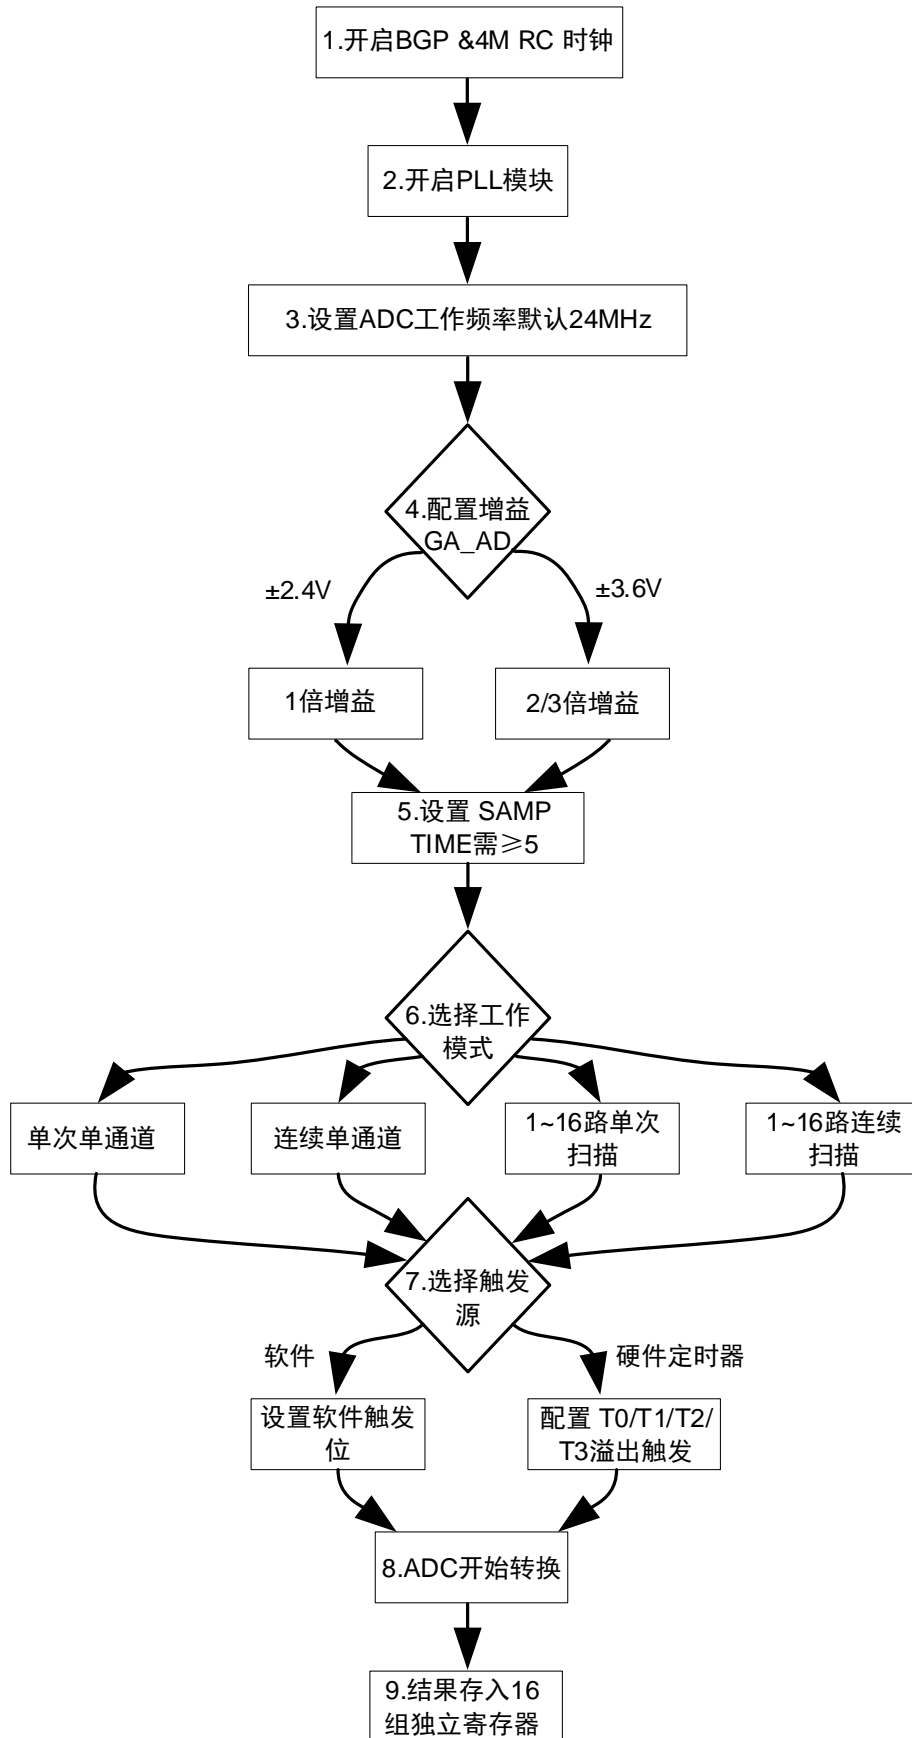 1.开启BGP &4M RC 时钟
2.开启PLL模块
3.设置ADC工作频率默认24MHz
4.配置增益
GA_AD
±2.4V
±3.6V
1倍增益
2/3倍增益
5.设置 SAMP
TIME需≥5
6.选择工作
模式
单次单通道
连续单通道
1~16路单次
扫描
1~16路连续
扫描
7.选择触发
源
软件
硬件定时器
设置软件触发
位
配置 T0/T1/T2/
T3溢出触发
8.ADC开始转换
9.结果存入16
组独立寄存器